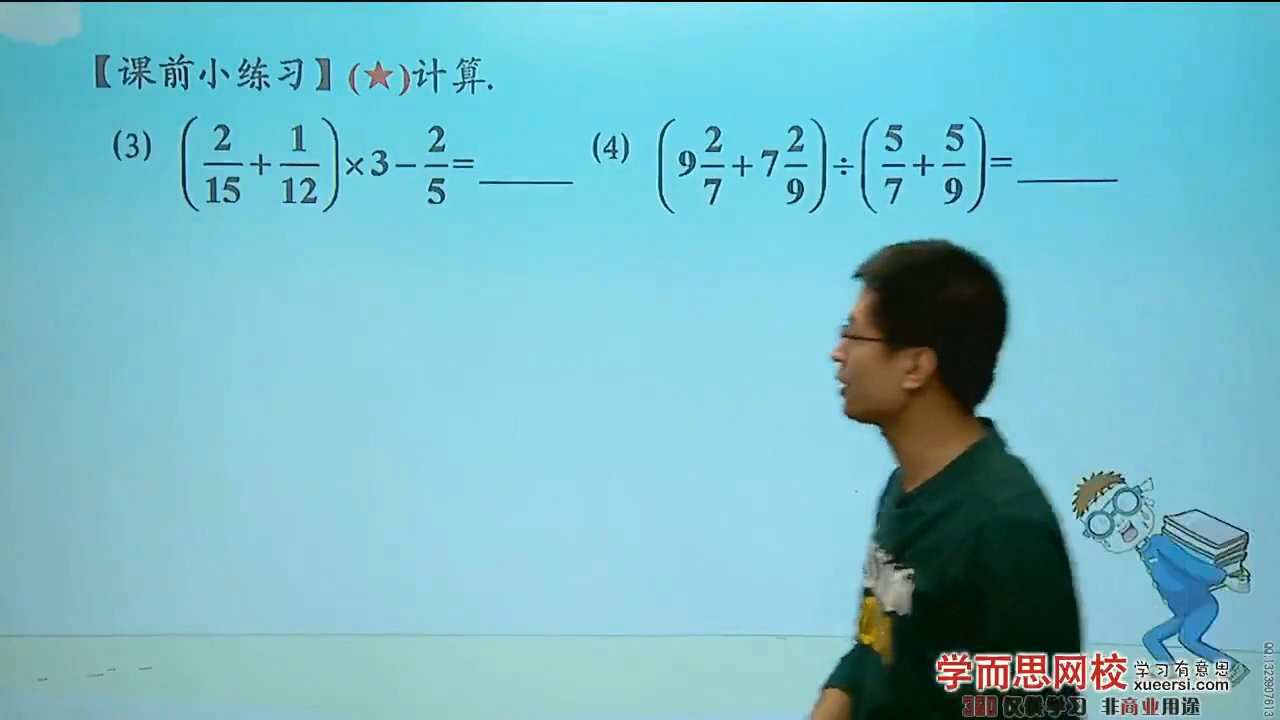 【课前小练习】(★)计算.
(3) (2/15+1/12)×3−2/5=____ (4) (9 2/7+7 2/9)÷(5/7+5/9)=____
学而思网校 学习有意思
xueersi.com
360 仅供学习 非商业用途